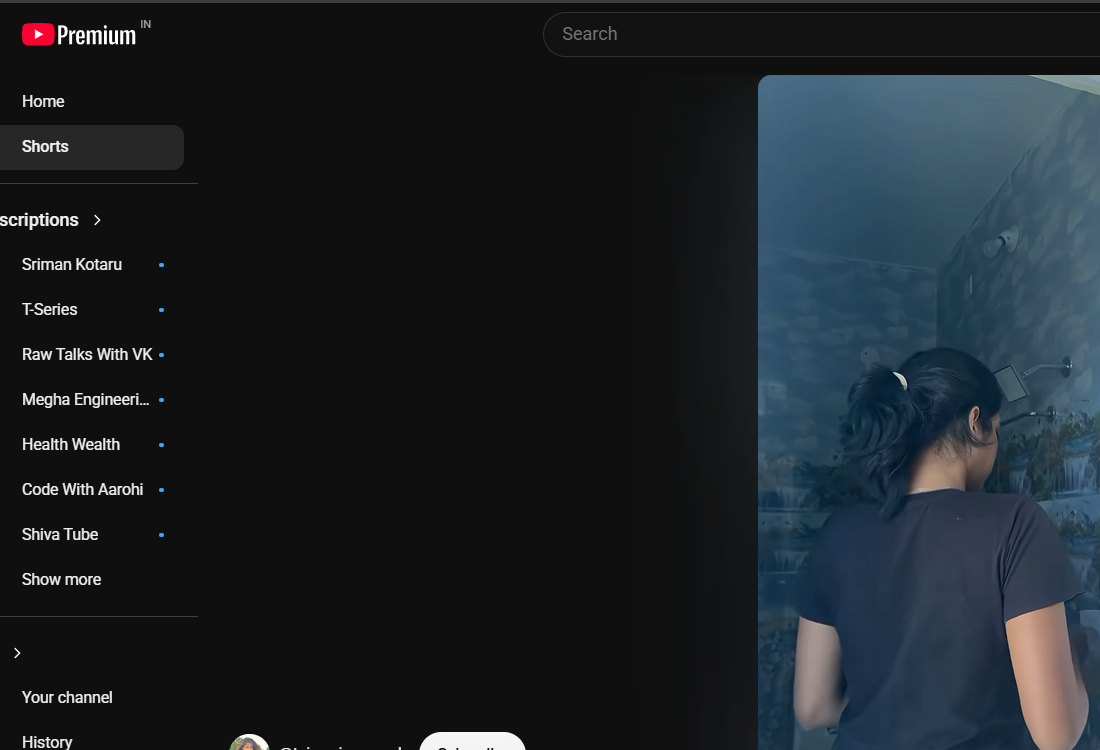 Premium IN
Search
Home
Shorts
scriptions
Sriman Kotaru
T-Series
Raw Talks With VK
Megha Engineeri...
Health Wealth
Code With Aarohi
Shiva Tube
Show more
Your channel
History